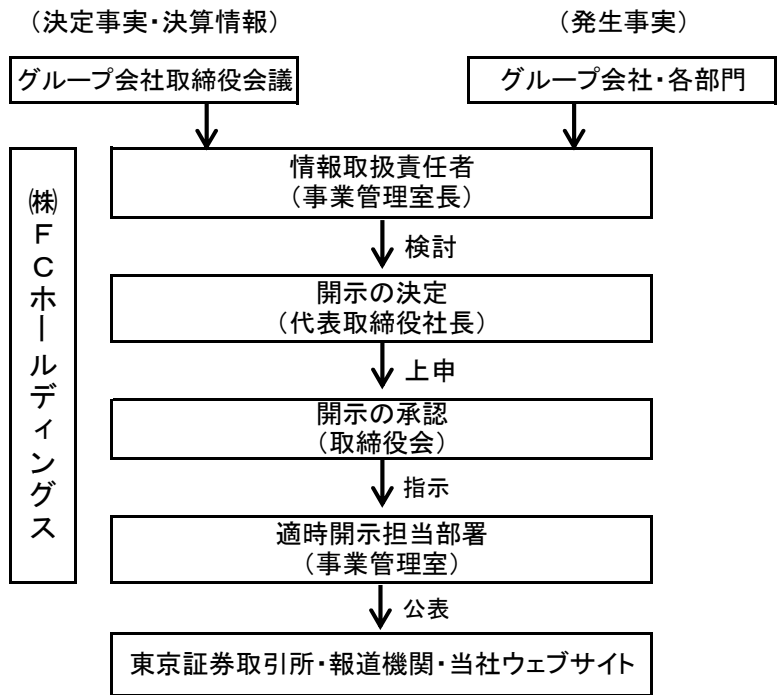 （決定事実・決算情報）
（発生事実）
グループ会社取締役会議
グループ会社・各部門
㈱ＦＣホールディングス
情報取扱責任者
（事業管理室長）
検討
開示の決定
（代表取締役社長）
上申
開示の承認
（取締役会）
指示
適時開示担当部署
（事業管理室）
公表
東京証券取引所・報道機関・当社ウェブサイト